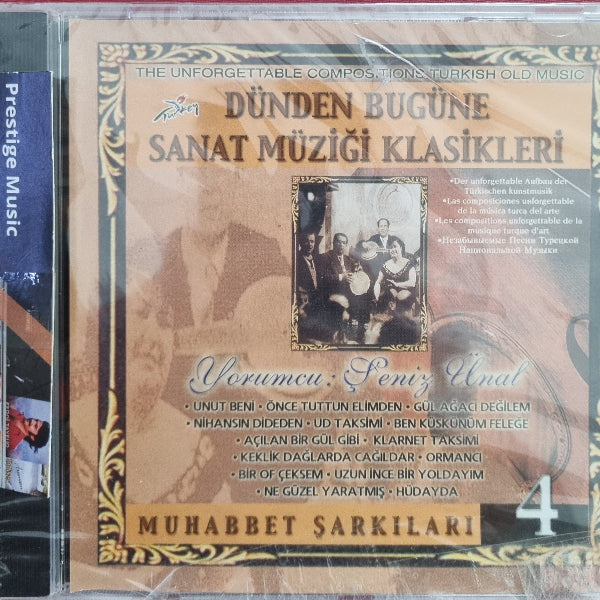 THE UNFORGETTABLE COMPOSITIONS TURKISH OLD MUSIC
Turkey
DÜNDEN BUGÜNE
SANAT MÜZİĞİ KLASİKLERİ
•Der unforgettable Aufbau der
Türkischen kunstmusik
•Las composiciones unforgettable
de la música turca del arte
•Les compositions unforgettable de la
musique turque d'art
•Незабываемые Песни Турецкой
Национальной Музыки
Yorumcu : Şeniz Ünal
• UNUT BENİ • ÖNCE TUTTUN ELİMDEN • GÜL AĞACI DEĞİLEM
• NİHANSIN DİDEDEN • UD TAKSİMİ • BEN KÜSKÜNÜM FELEĞE
• AÇILAN BİR GÜL GİBİ • KLARNET TAKSİMİ
• KEKLİK DAĞLARDA ÇAĞILDAR • ORMANCI
• BİR OF ÇEKSEM • UZUN İNCE BİR YOLDAYIM
• NE GÜZEL YARATMIŞ • HÜDAYDA
MUHABBET ŞARKILARI
4
Prestige Music